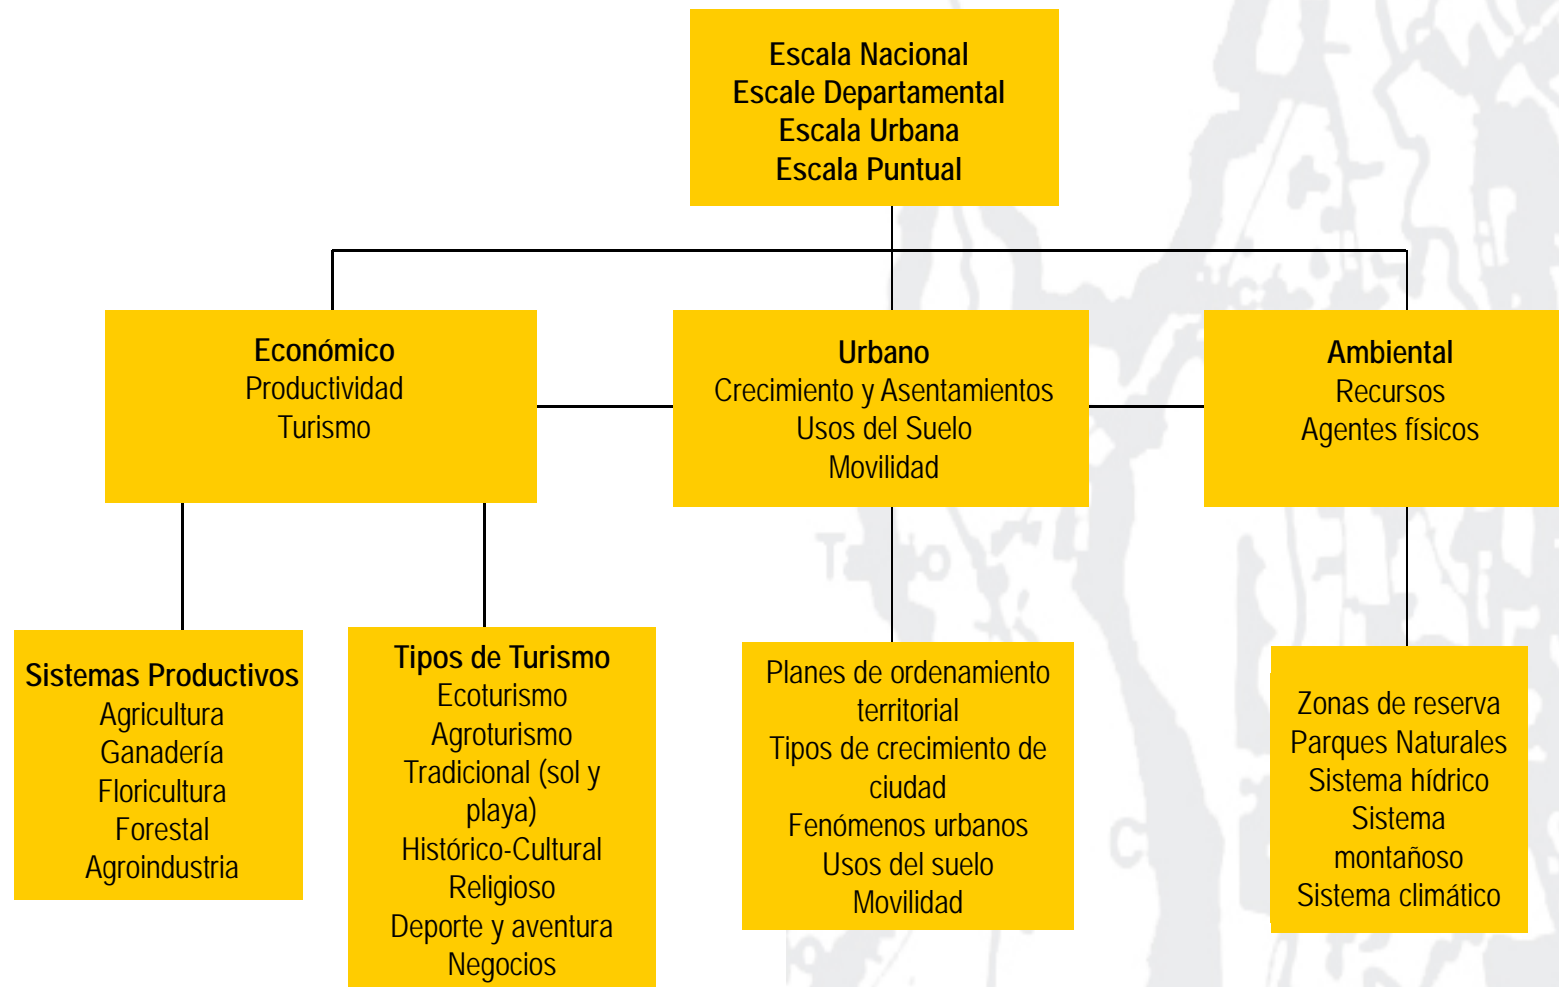 Escala Nacional
Escale Departamental
Escala Urbana
Escala Puntual
Económico
Productividad
Turismo
Urbano
Crecimiento y Asentamientos
Usos del Suelo
Movilidad
Ambiental
Recursos
Agentes físicos
Sistemas Productivos
Agricultura
Ganadería
Floricultura
Forestal
Agroindustria
Tipos de Turismo
Ecoturismo
Agroturismo
Tradicional (sol y
playa)
Histórico-Cultural
Religioso
Deporte y aventura
Negocios
Planes de ordenamiento
territorial
Tipos de crecimiento de
ciudad
Fenómenos urbanos
Usos del suelo
Movilidad
Zonas de reserva
Parques Naturales
Sistema hídrico
Sistema
montañoso
Sistema climático